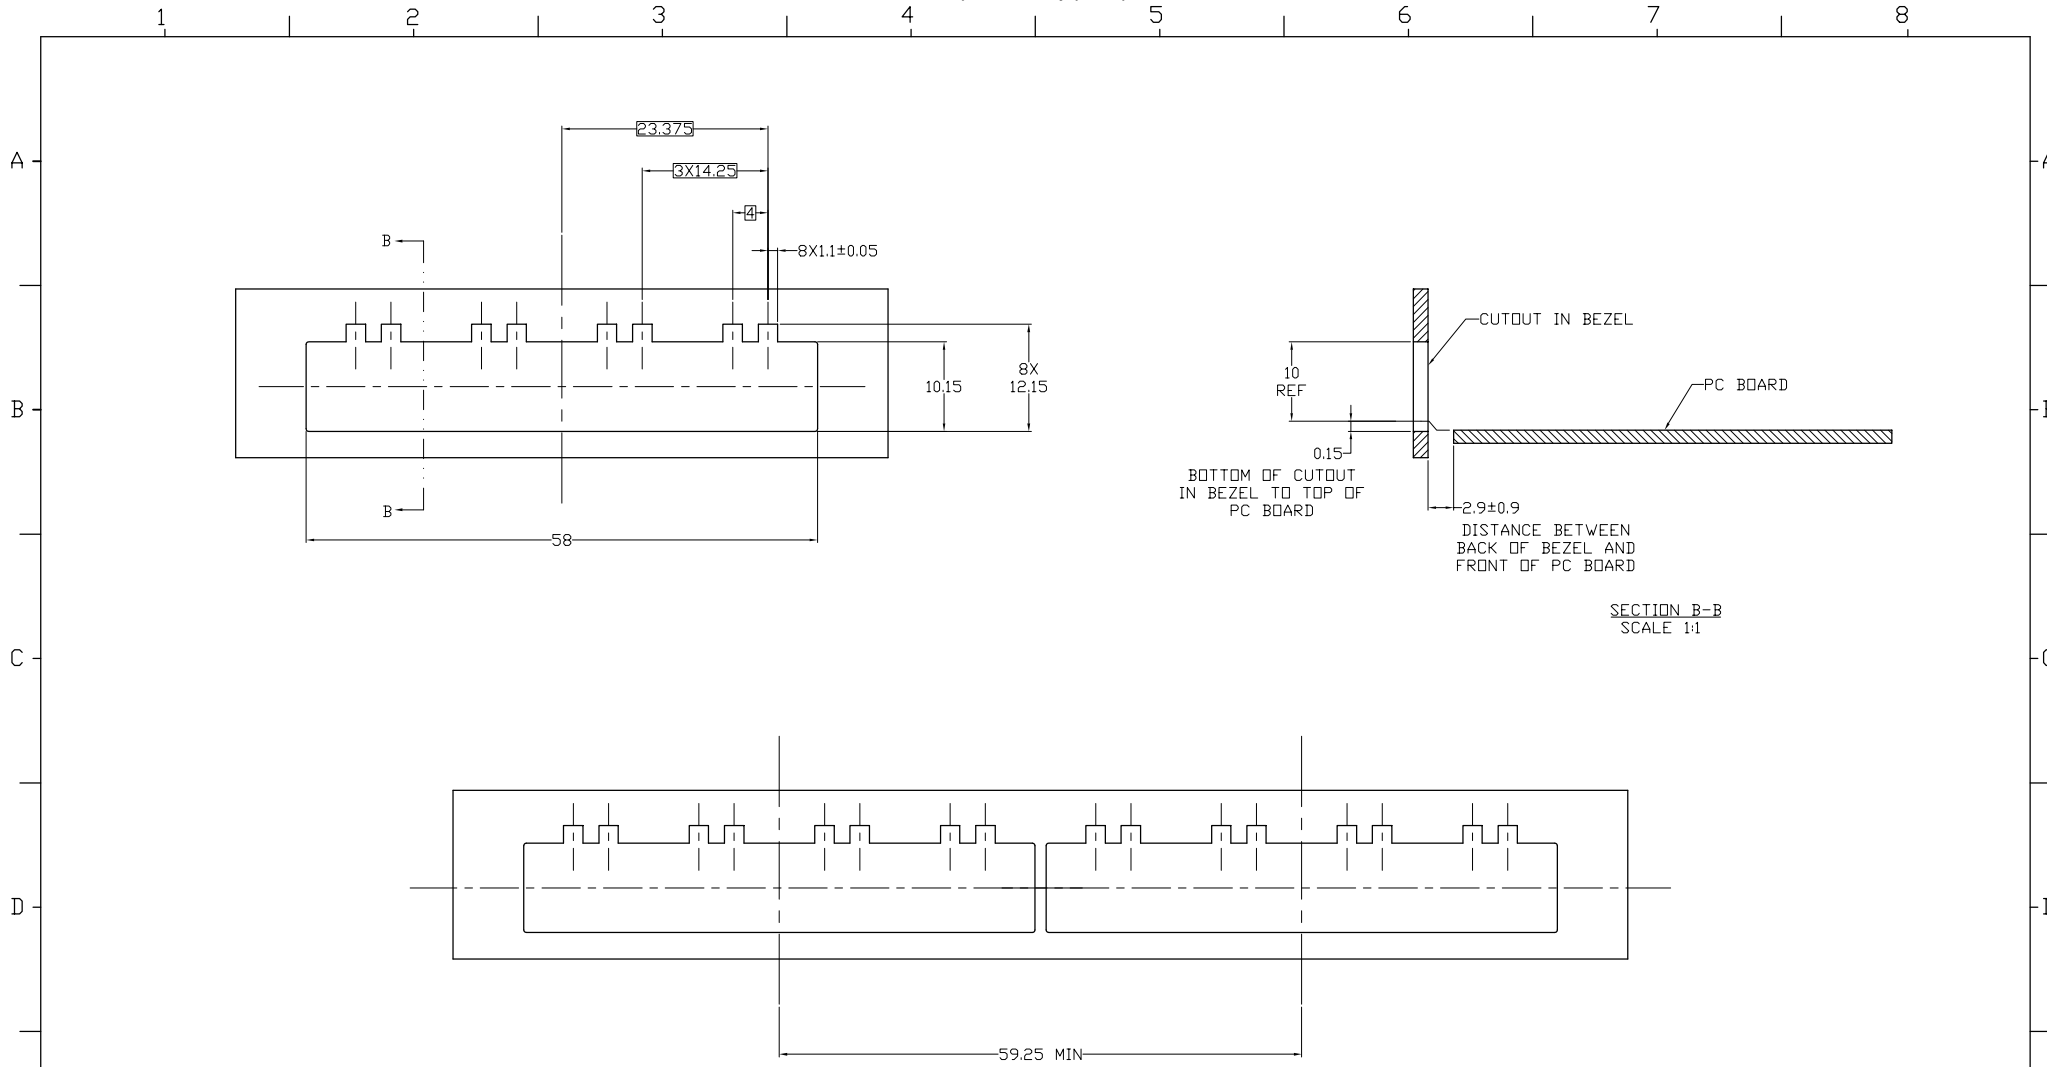 1 2 3 4 5 6 7 8
A
B
C
D
A
23.375
3X14.25
4
8X1.1±0.05
B
B
10.15
8X
12.15
58
CUTOUT IN BEZEL
PC BOARD
10
REF
0.15
BOTTOM OF CUTOUT
IN BEZEL TO TOP OF
PC BOARD
2.9±0.9
DISTANCE BETWEEN
BACK OF BEZEL AND
FRONT OF PC BOARD
SECTION B-B
SCALE 1:1
59.25 MIN